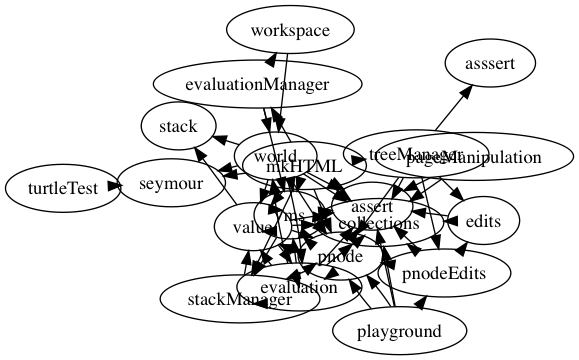 workspace
asssert
evaluationManager
stack
world
treeManager
pageManipulation
mkHTML
turtleTest
seymour
assert
ms
collections
edits
value
pnode
pnodeEdits
evaluation
stackManager
playground